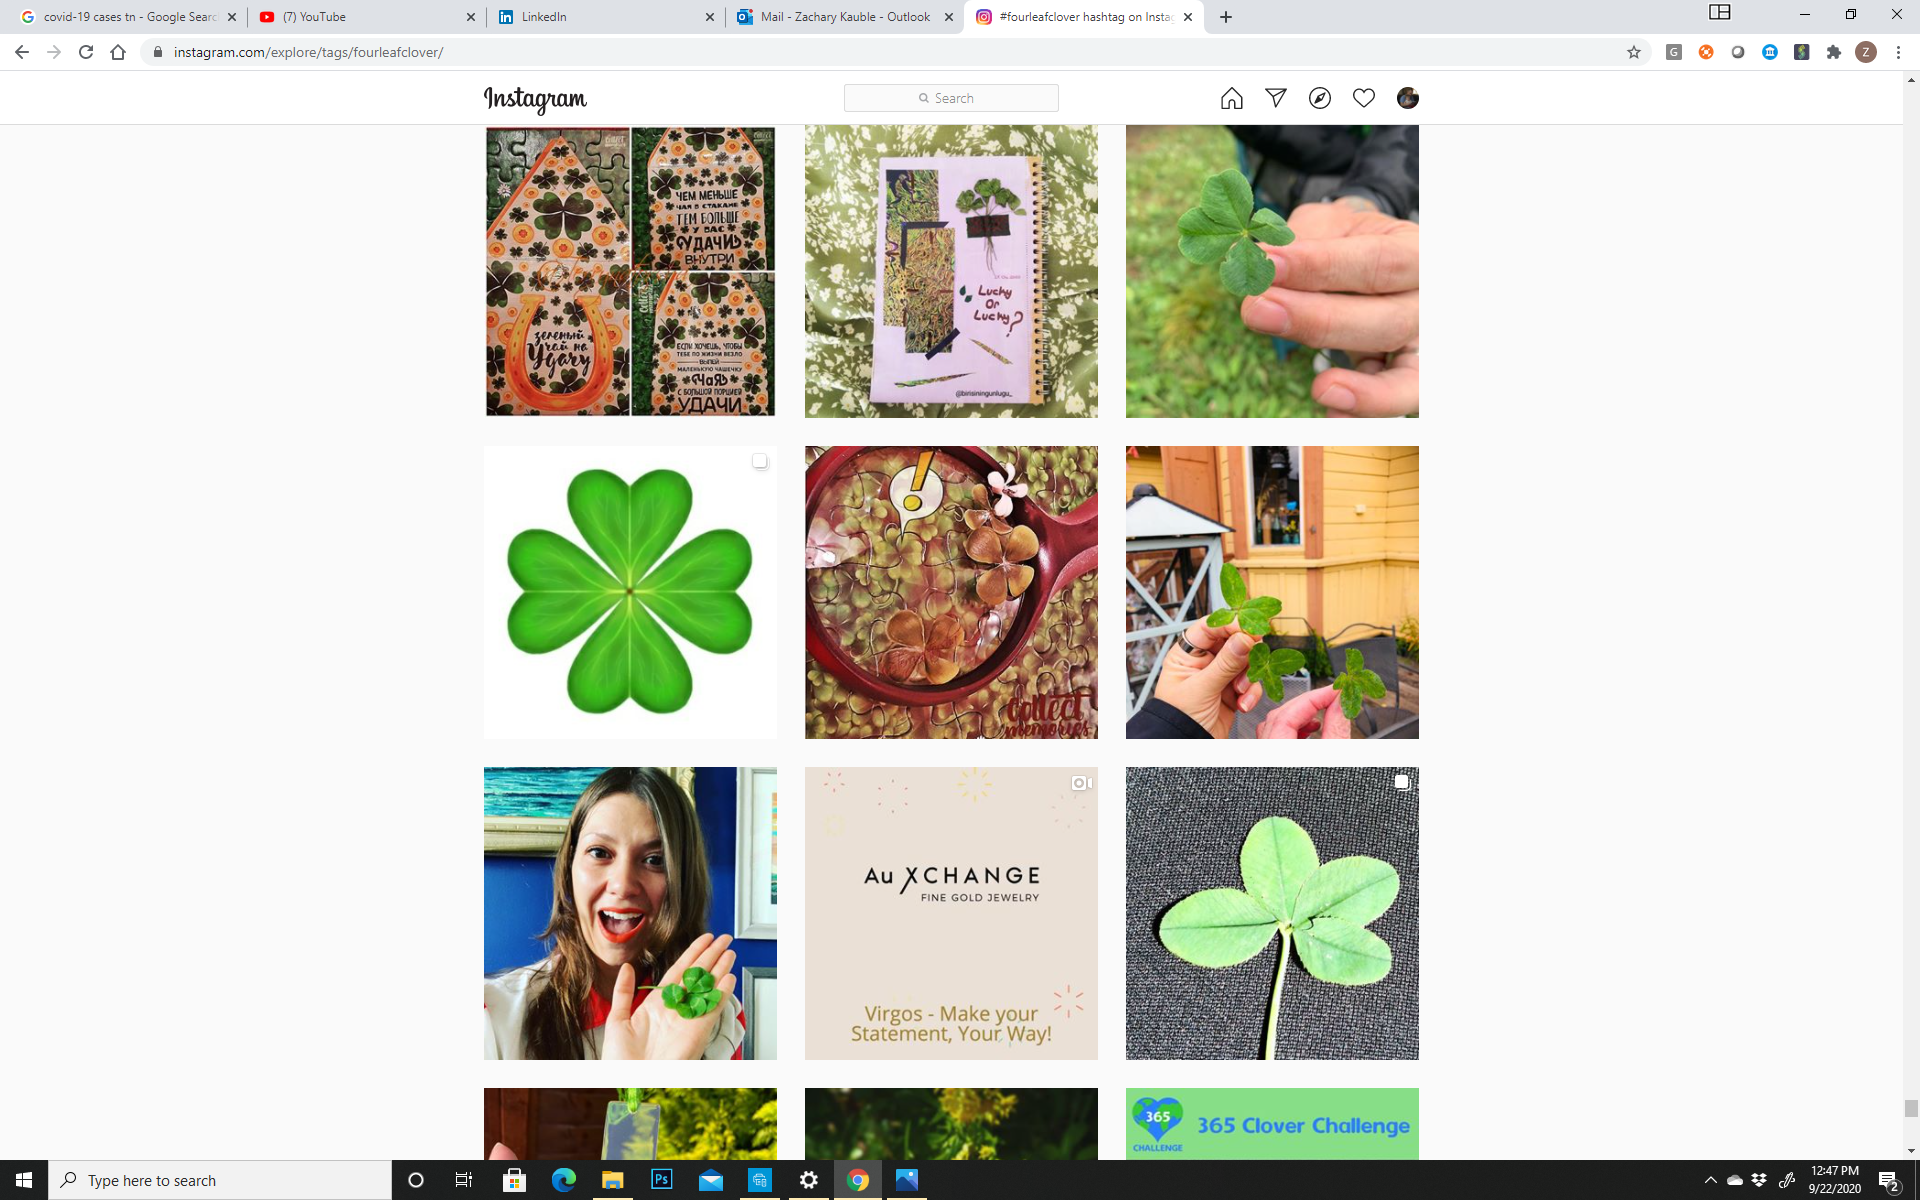 covid-19 cases tn - Google Searc
(7) YouTube
LinkedIn
Mail - Zachary Kauble - Outlook
#fourleafclover hashtag on Insta
instagram.com/explore/tags/fourleafclover/
G
Z
Instagram
Search
зеленый
чай на
Удачу
ЧЕМ МЕНЬШЕ
ЧАЯ В СТАКАНЕ
ТЕМ БОЛЬШЕ
У ВАС
УДАЧИ
ВНУТРИ
ЕСЛИ ХОЧЕШЬ, ЧТОБЫ
ТЕБЕ ПО ЖИЗНИ ВЕЗЛО
ВЫПЕЙ
МАЛЕНЬКУЮ ЧАШЕЧКУ
ЧАЯ
С БОЛЬШОЙ ПОРЦИЕЙ
УДАЧИ
Lucky
Or
Lucky?
@birisiningunlugu_
!
Collect
memories
Au XCHANGE
FINE GOLD JEWELRY
Virgos - Make your
Statement, Your Way!
365
CHALLENGE
365 Clover Challenge
Type here to search
Ps
12:47 PM
9/22/2020
2